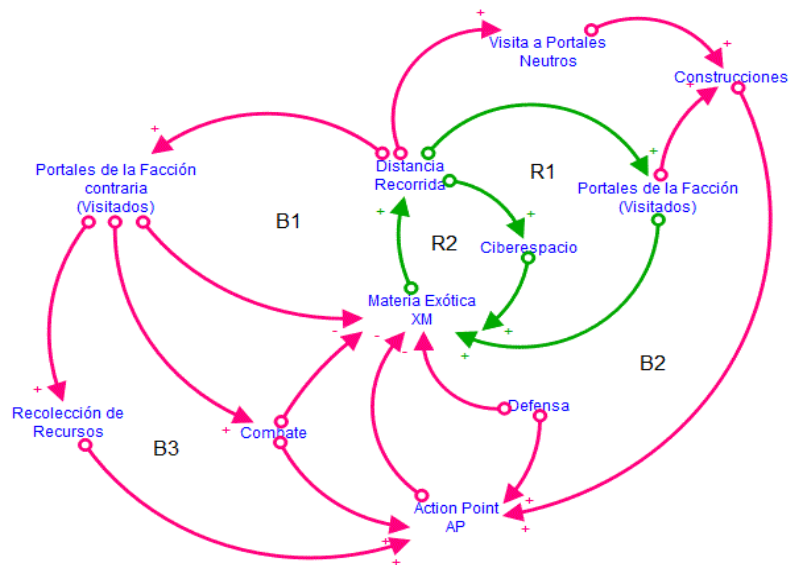 Visita a Portales
Neutros
+
Construcciones
+
+
+
Portales de la Facción
contraria
(Visitados)
Distancia
Recorrida
R1
+
Portales de la Facción
(Visitados)
B1
+
R2
+
Ciberespacio
Materia Exótica
XM
-
-
-
+
+
B2
+
Recolección de
Recursos
B3
+
Combate
Defensa
Action Point
AP
+
+
+
+